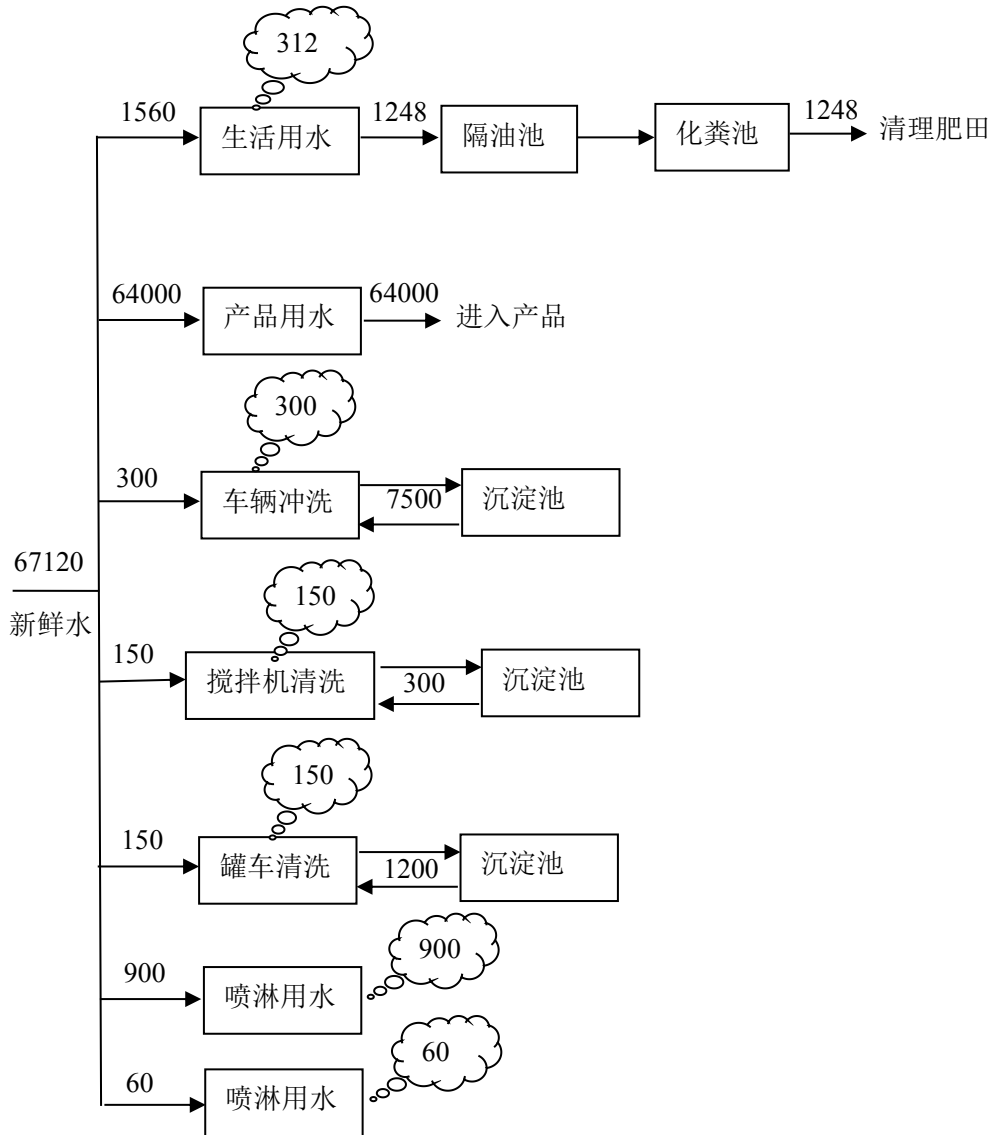 312
1560
生活用水
1248
隔油池
化粪池
1248
清理肥田
64000
产品用水
64000
进入产品
300
300
车辆冲洗
7500
沉淀池
67120
新鲜水
150
150
搅拌机清洗
300
沉淀池
150
150
罐车清洗
1200
沉淀池
900
900
喷淋用水
60
60
喷淋用水